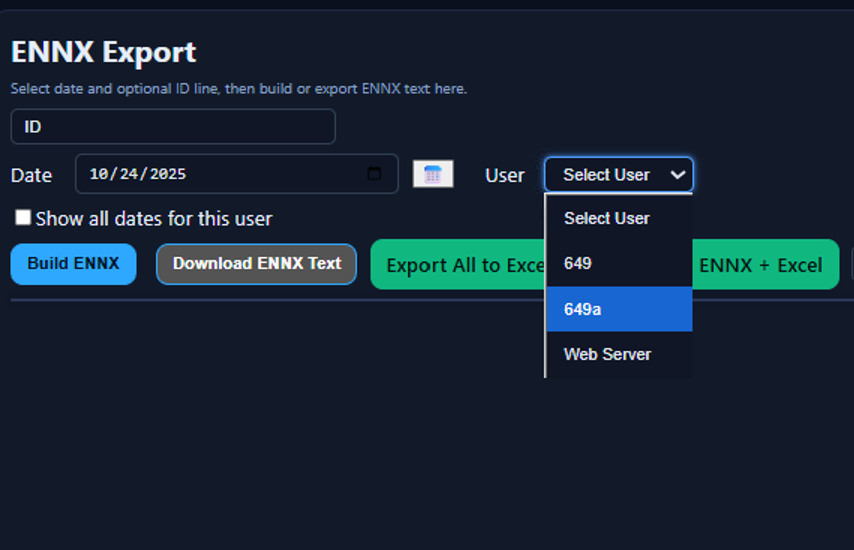 ENNX Export
Select date and optional ID line, then build or export ENNX text here.
ID
Date 10/24/2025 User Select User
Select User
Show all dates for this user
649
Build ENNX Download ENNX Text Export All to Exce ENNX + Excel
649a
Web Server